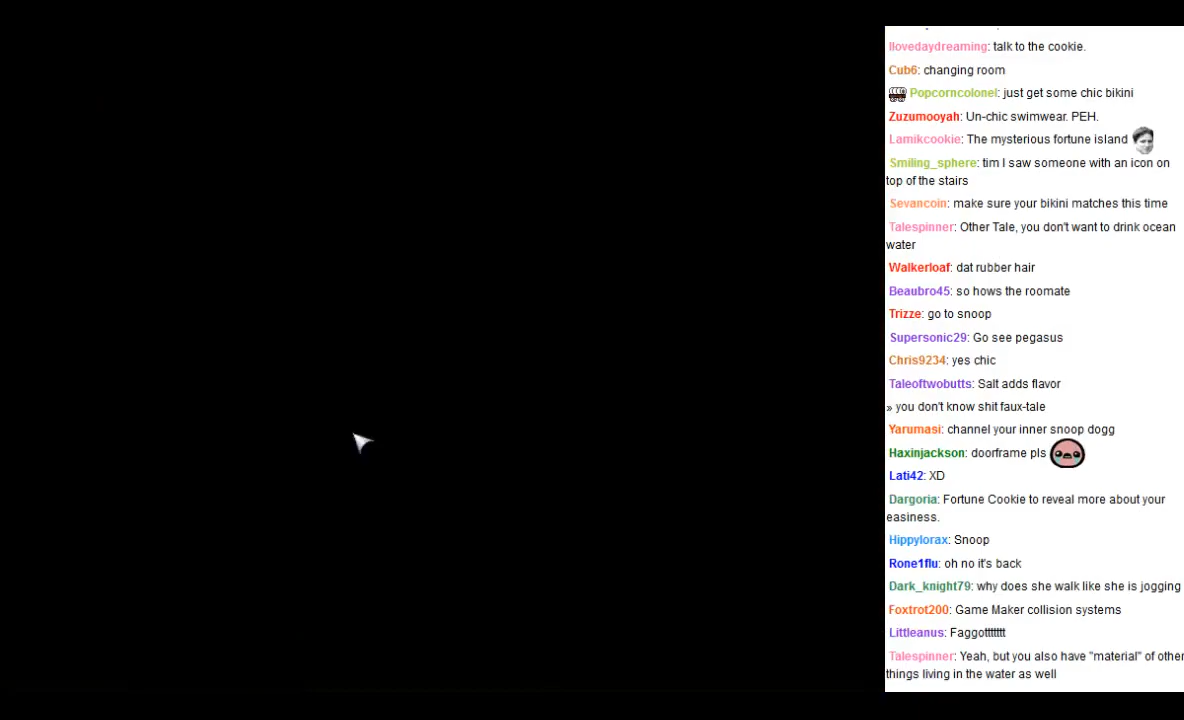 Ilovedaydreaming: talk to the cookie.
Cub6: changing room
Popcorncolonel: just get some chic bikini
Zuzumooyah: Un-chic swimwear. PEH.
Lamikcookie: The mysterious fortune island
Smiling_sphere: tim I saw someone with an icon on
top of the stairs
Sevancoin: make sure your bikini matches this time
Talespinner: Other Tale, you don't want to drink ocean
water
Walkerloaf: dat rubber hair
Beaubro45: so hows the roomate
Trizze: go to snoop
Supersonic29: Go see pegasus
Chris9234: yes chic
Taleoftwobutts: Salt adds flavor
» you don't know shit faux-tale
Yarumasi: channel your inner snoop dogg
Haxinjackson: doorframe pls
Lati42: XD
Dargoria: Fortune Cookie to reveal more about your
easiness.
Hippylorax: Snoop
Rone1flu: oh no it's back
Dark_knight79: why does she walk like she is jogging
Foxtrot200: Game Maker collision systems
Littleanus: Faggottttttt
Talespinner: Yeah, but you also have "material" of other
things living in the water as well